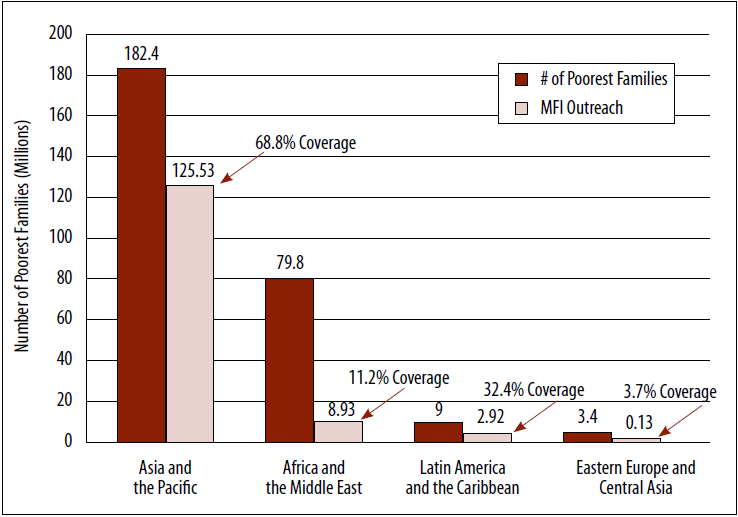 200
180
160
140
120
100
80
60
40
20
0
Number of Poorest Families (Millions)
# of Poorest Families
MFI Outreach
182.4
125.53
68.8% Coverage
79.8
8.93
11.2% Coverage
9
2.92
32.4% Coverage
3.4
0.13
3.7% Coverage
Asia and
the Pacific
Africa and
the Middle East
Latin America
and the Caribbean
Eastern Europe and
Central Asia